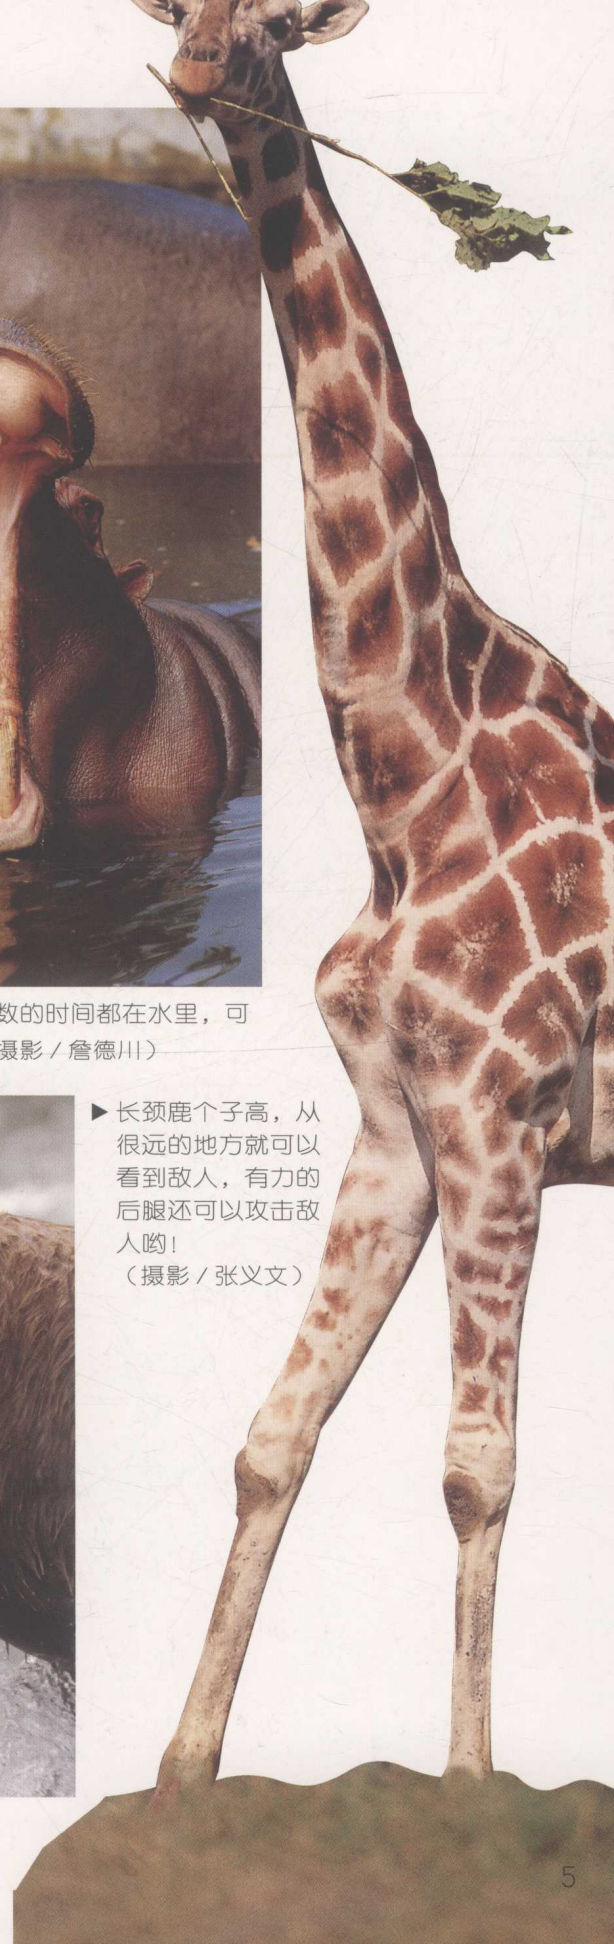 数的时间都在水里，可
摄影／詹德川）
▶长颈鹿个子高，从
很远的地方就可以
看到敌人，有力的
后腿还可以攻击敌
人哟！
（摄影／张义文）
5